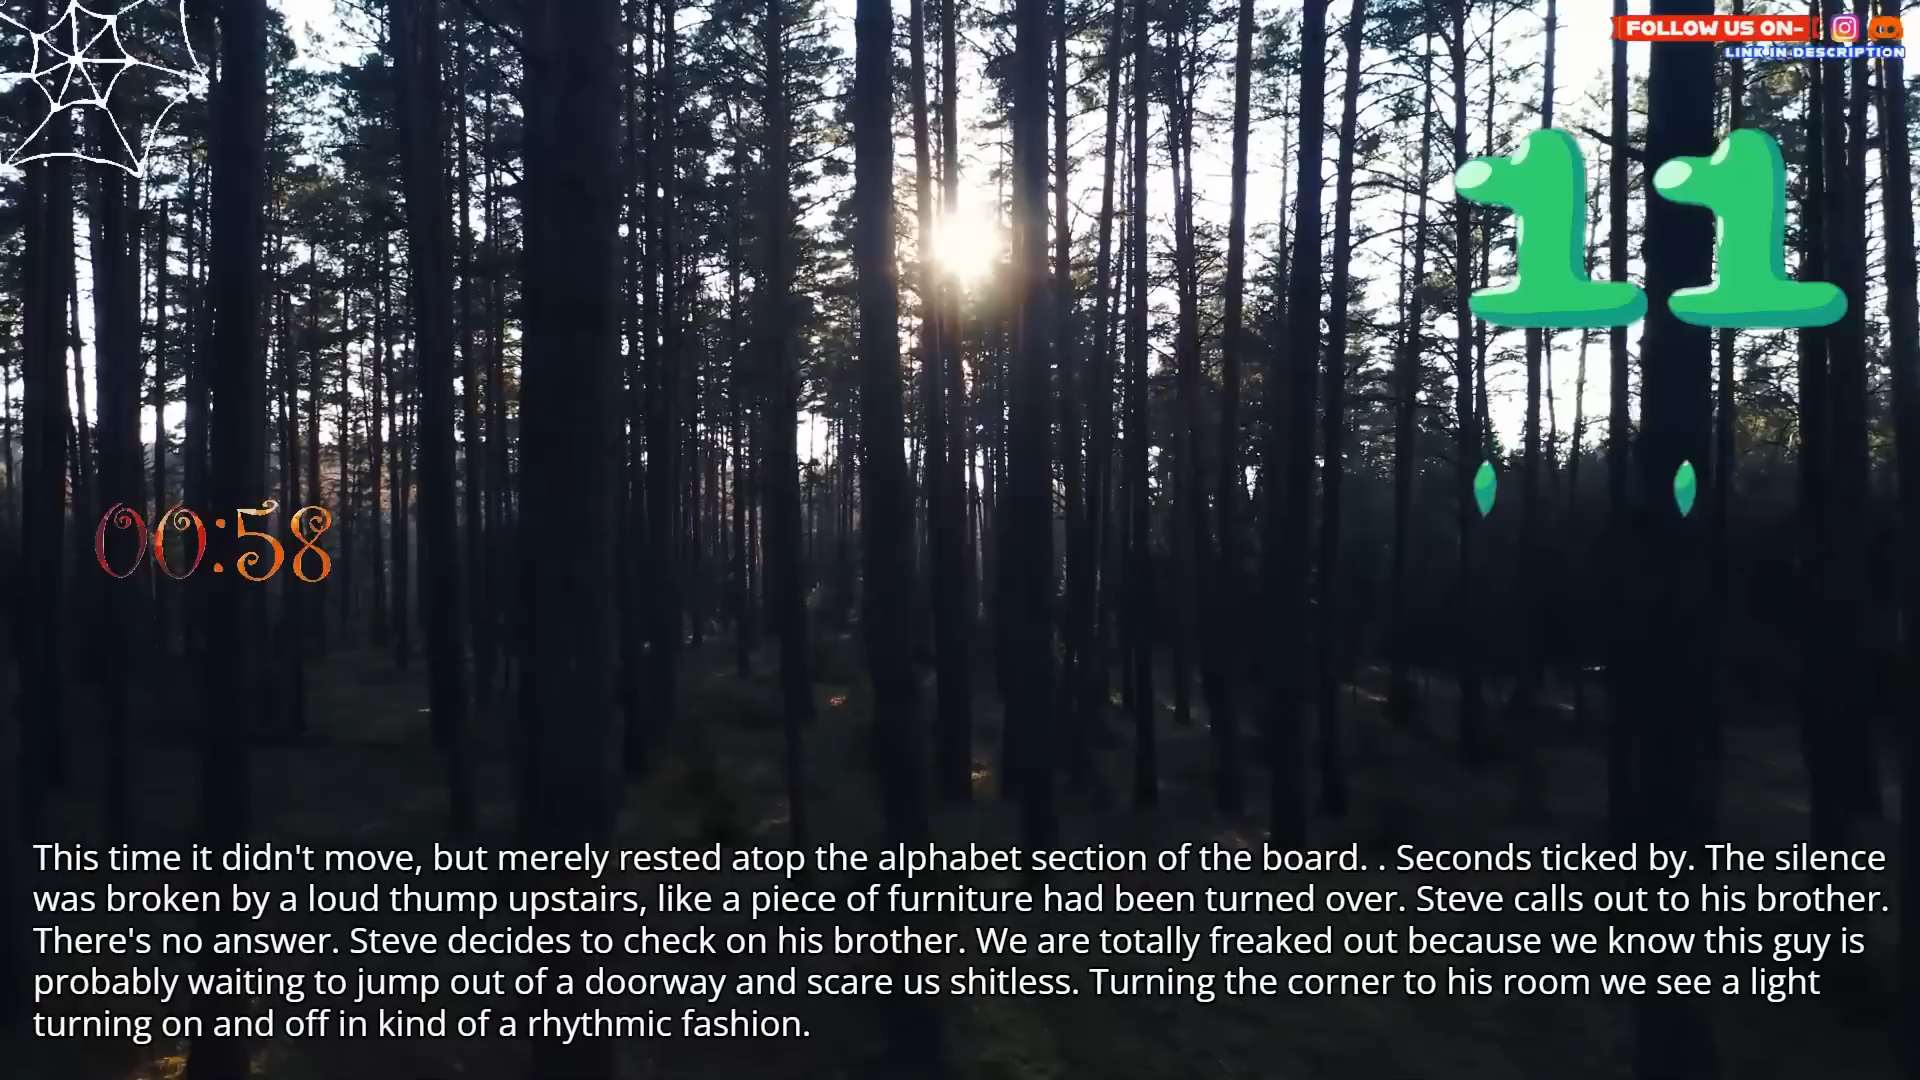 FOLLOW US ON-
LINK IN DESCRIPTION
11
00:58
This time it didn't move, but merely rested atop the alphabet section of the board. . Seconds ticked by. The silence
was broken by a loud thump upstairs, like a piece of furniture had been turned over. Steve calls out to his brother.
There's no answer. Steve decides to check on his brother. We are totally freaked out because we know this guy is
probably waiting to jump out of a doorway and scare us shitless. Turning the corner to his room we see a light
turning on and off in kind of a rhythmic fashion.